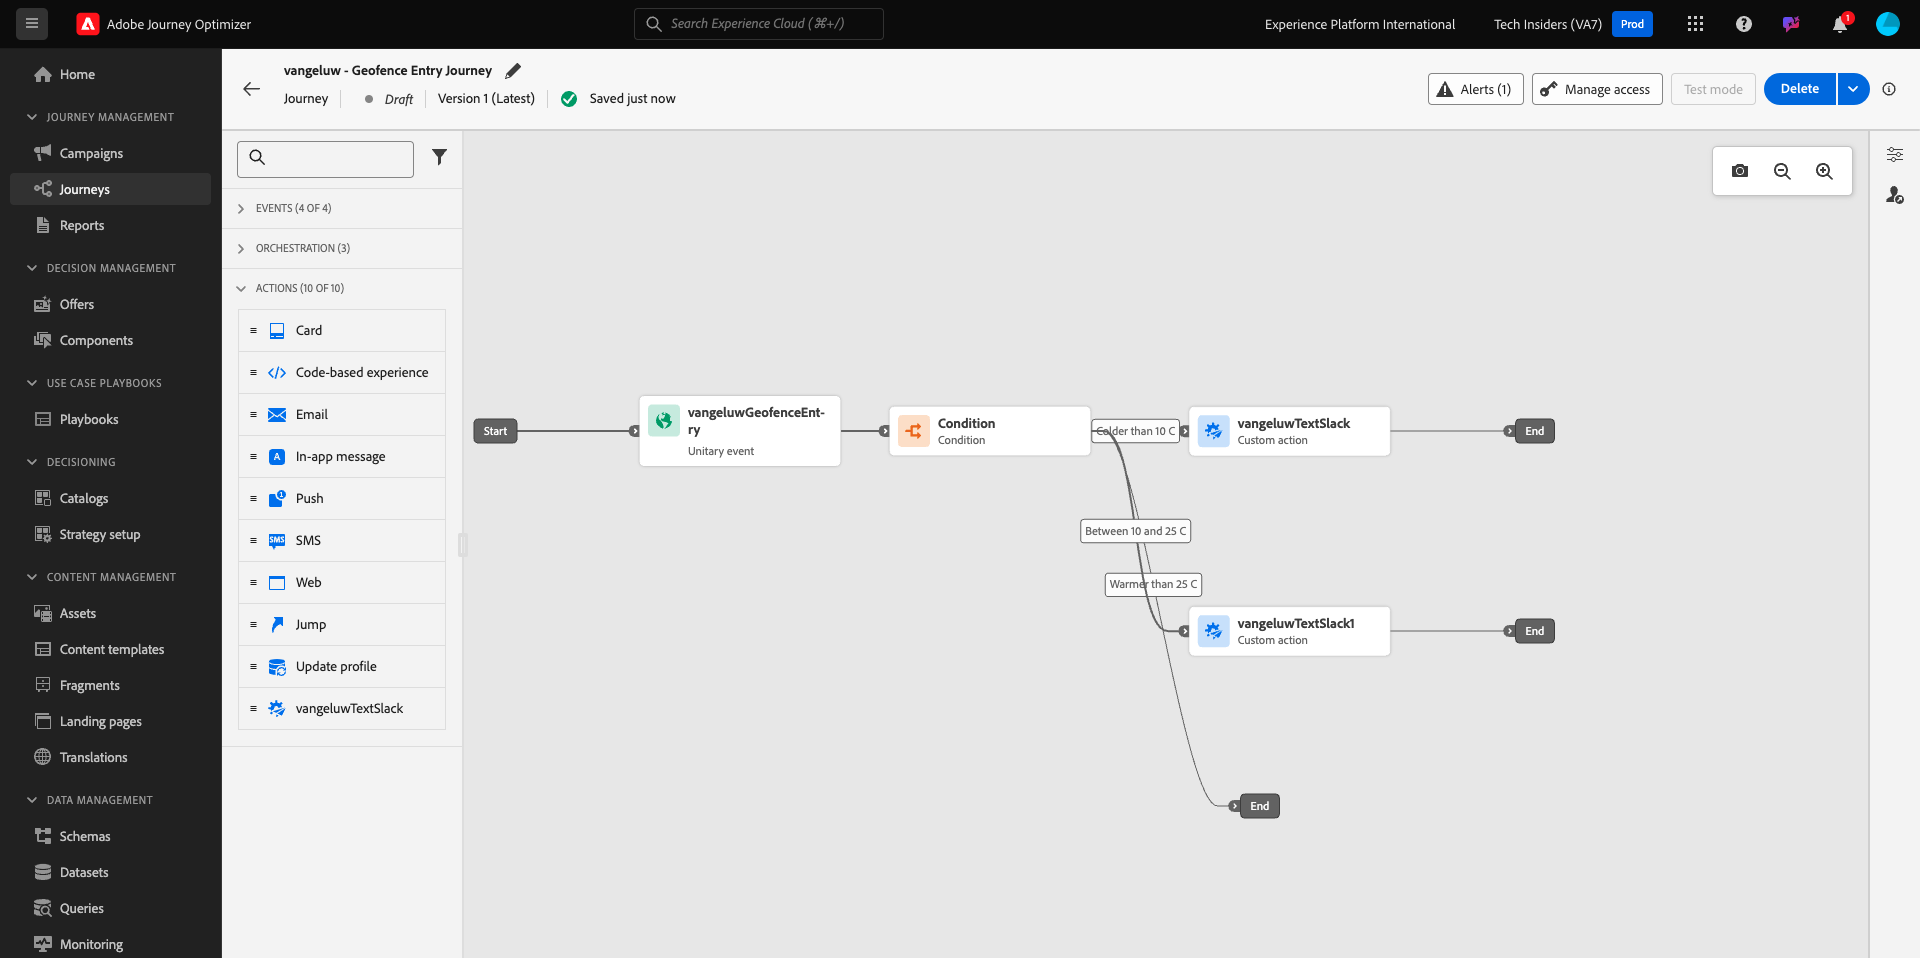 Adobe Journey Optimizer
Search Experience Cloud (⌘+/)
Experience Platform International
Tech Insiders (VA7)
Prod
1
Home
JOURNEY MANAGEMENT
Campaigns
Journeys
Reports
DECISION MANAGEMENT
Offers
Components
USE CASE PLAYBOOKS
Playbooks
DECISIONING
Catalogs
Strategy setup
CONTENT MANAGEMENT
Assets
Content templates
Fragments
Landing pages
Translations
DATA MANAGEMENT
Schemas
Datasets
Queries
Monitoring
vangeluw - Geofence Entry Journey
Journey
Draft
Version 1 (Latest)
Saved just now
Alerts (1)
Manage access
Test mode
Delete
EVENTS (4 OF 4)
ORCHESTRATION (3)
ACTIONS (10 OF 10)
Card
Code-based experience
Email
In-app message
Push
SMS
SMS
Web
Jump
Update profile
vangeluwTextSlack
Start
vangeluwGeofenceEnt-
ry
Unitary event
Condition
Condition
Colder than 10 C
vangeluwTextSlack
Custom action
End
Between 10 and 25 C
Warmer than 25 C
vangeluwTextSlack1
Custom action
End
End